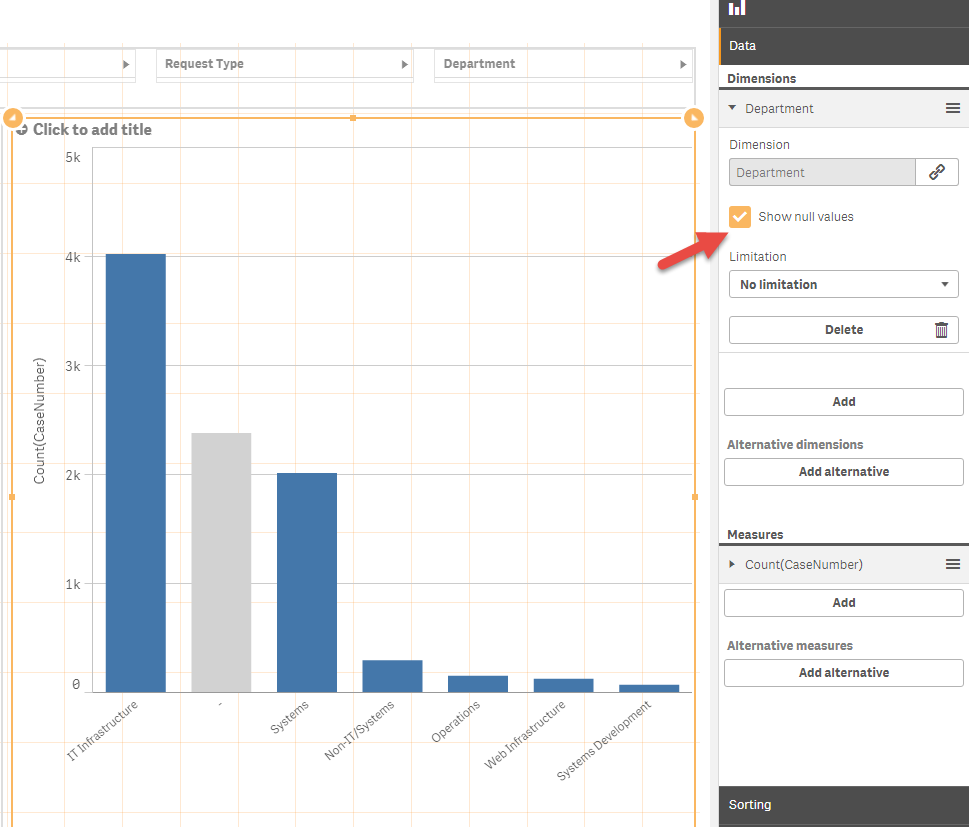 Request Type
Department
Click to add title
5k
4k
3k
2k
1k
0
Count(CaseNumber)
IT Infrastructure
-
Systems
Non-IT/Systems
Operations
Web Infrastructure
Systems Development
Data
Dimensions
Department
Dimension
Department
Show null values
Limitation
No limitation
Delete
Add
Alternative dimensions
Add alternative
Measures
Count(CaseNumber)
Add
Alternative measures
Add alternative
Sorting